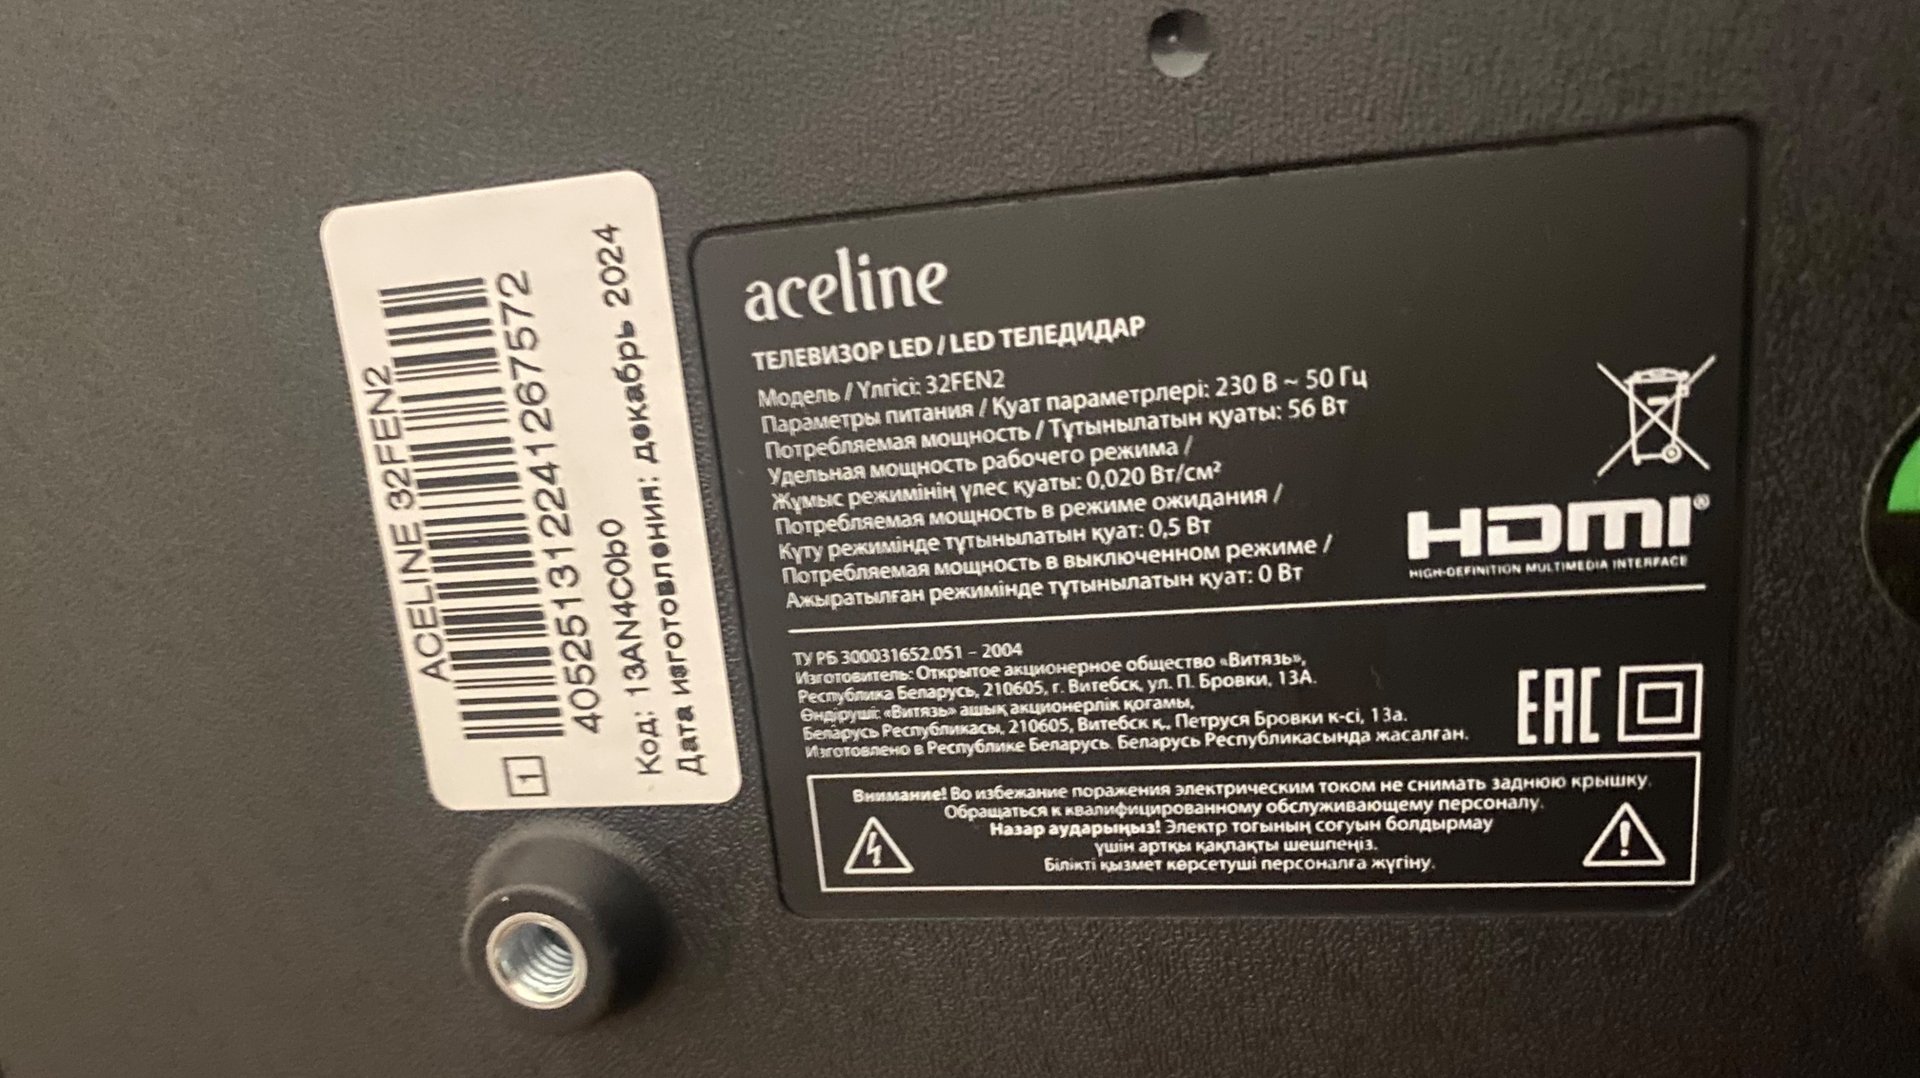 ACELINE 32FEN2
4052513122412675​72
1
Код: 13AN4C0b0
Дата изготовления: декабрь 2024
aceline
ТЕЛЕВИЗОР LED / LED ТЕЛЕДИДАР
Модель / Үлгісі: 32FEN2
Параметры питания / Қуат параметрлері: 230 В ~ 50 Гц
Потребляемая мощность / Тұтынылатын қуаты: 56 Вт
Удельная мощность рабочего режима /
Жұмыс режимінің үлес қуаты: 0,020 Вт/см²
Потребляемая мощность в режиме ожидания /
Күту режимінде тұтынылатын қуат: 0,5 Вт
Потребляемая мощность в выключенном режиме /
Ажыратылған режимінде тұтынылатын қуат: 0 Вт
HDMI®
HIGH-DEFINITION MULTIMEDIA INTERFACE
ТУ РБ 300031652.051 – 2004
Изготовитель: Открытое акционерное общество «Витязь»,
Республика Беларусь, 210605, г. Витебск, ул. П. Бровки, 13А.
Өндіруші: «Витязь» ашық акционерлік қоғамы,
Беларусь Республикасы, 210605, Витебск қ., Петруся Бровки к-сі, 13а.
Изготовлено в Республике Беларусь. Беларусь Республикасында жасалған.
EAC
Внимание! Во избежание поражения электрическим током не снимать заднюю крышку.
Обращаться к квалифицированному обслуживающему персоналу.
Назар аударыңыз! Электр тогының соғуын болдырмау
үшін артқы қақпақты шешпеңіз.
Білікті қызмет көрсетуші персоналға жүгіну.